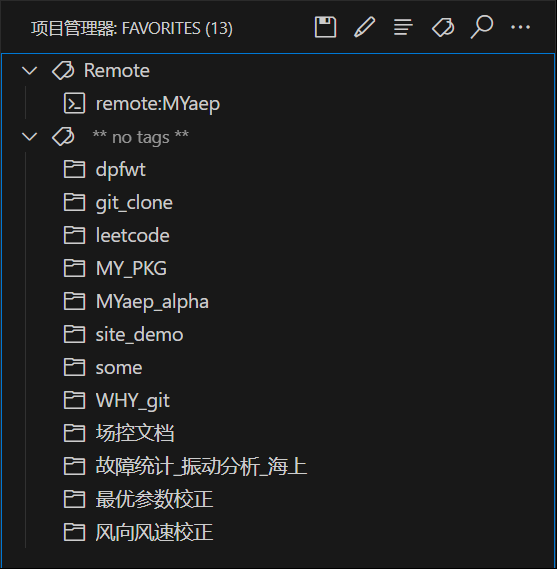 项目管理器: FAVORITES (13)
Remote
remote:MYaep
** no tags **
dpfwt
git_clone
leetcode
MY_PKG
MYaep_alpha
site_demo
some
WHY_git
场控文档
故障统计_振动分析_海上
最优参数校正
风向风速校正